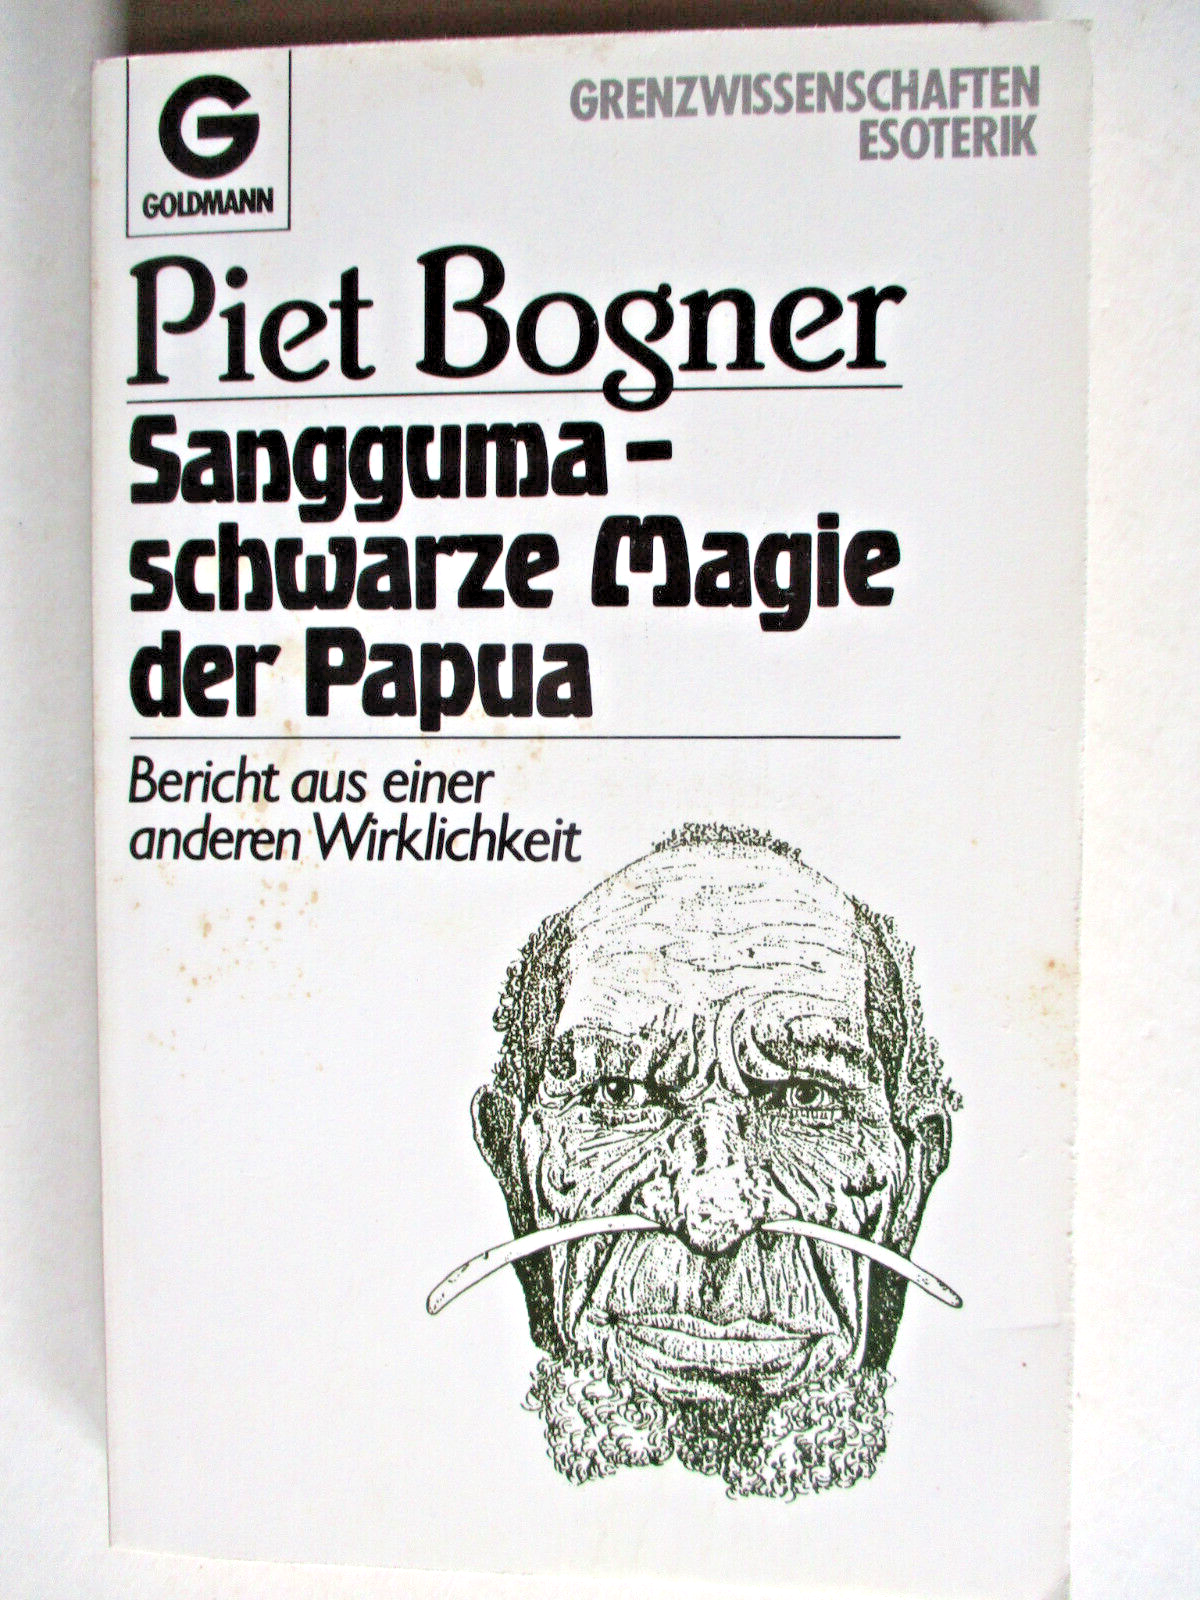 G
GOLDMANN
GRENZWISSENSCHAFTEN
ESOTERIK
Piet Bogner
Sangguma –
schwarze Magie
der Papua
Bericht aus einer
anderen Wirklichkeit